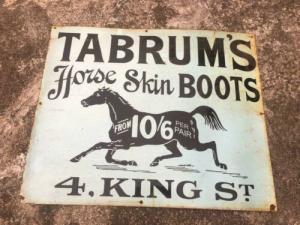 TABRUM'S
Horse Skin BOOTS
FROM 10/6 PER PAIR
4. KING ST